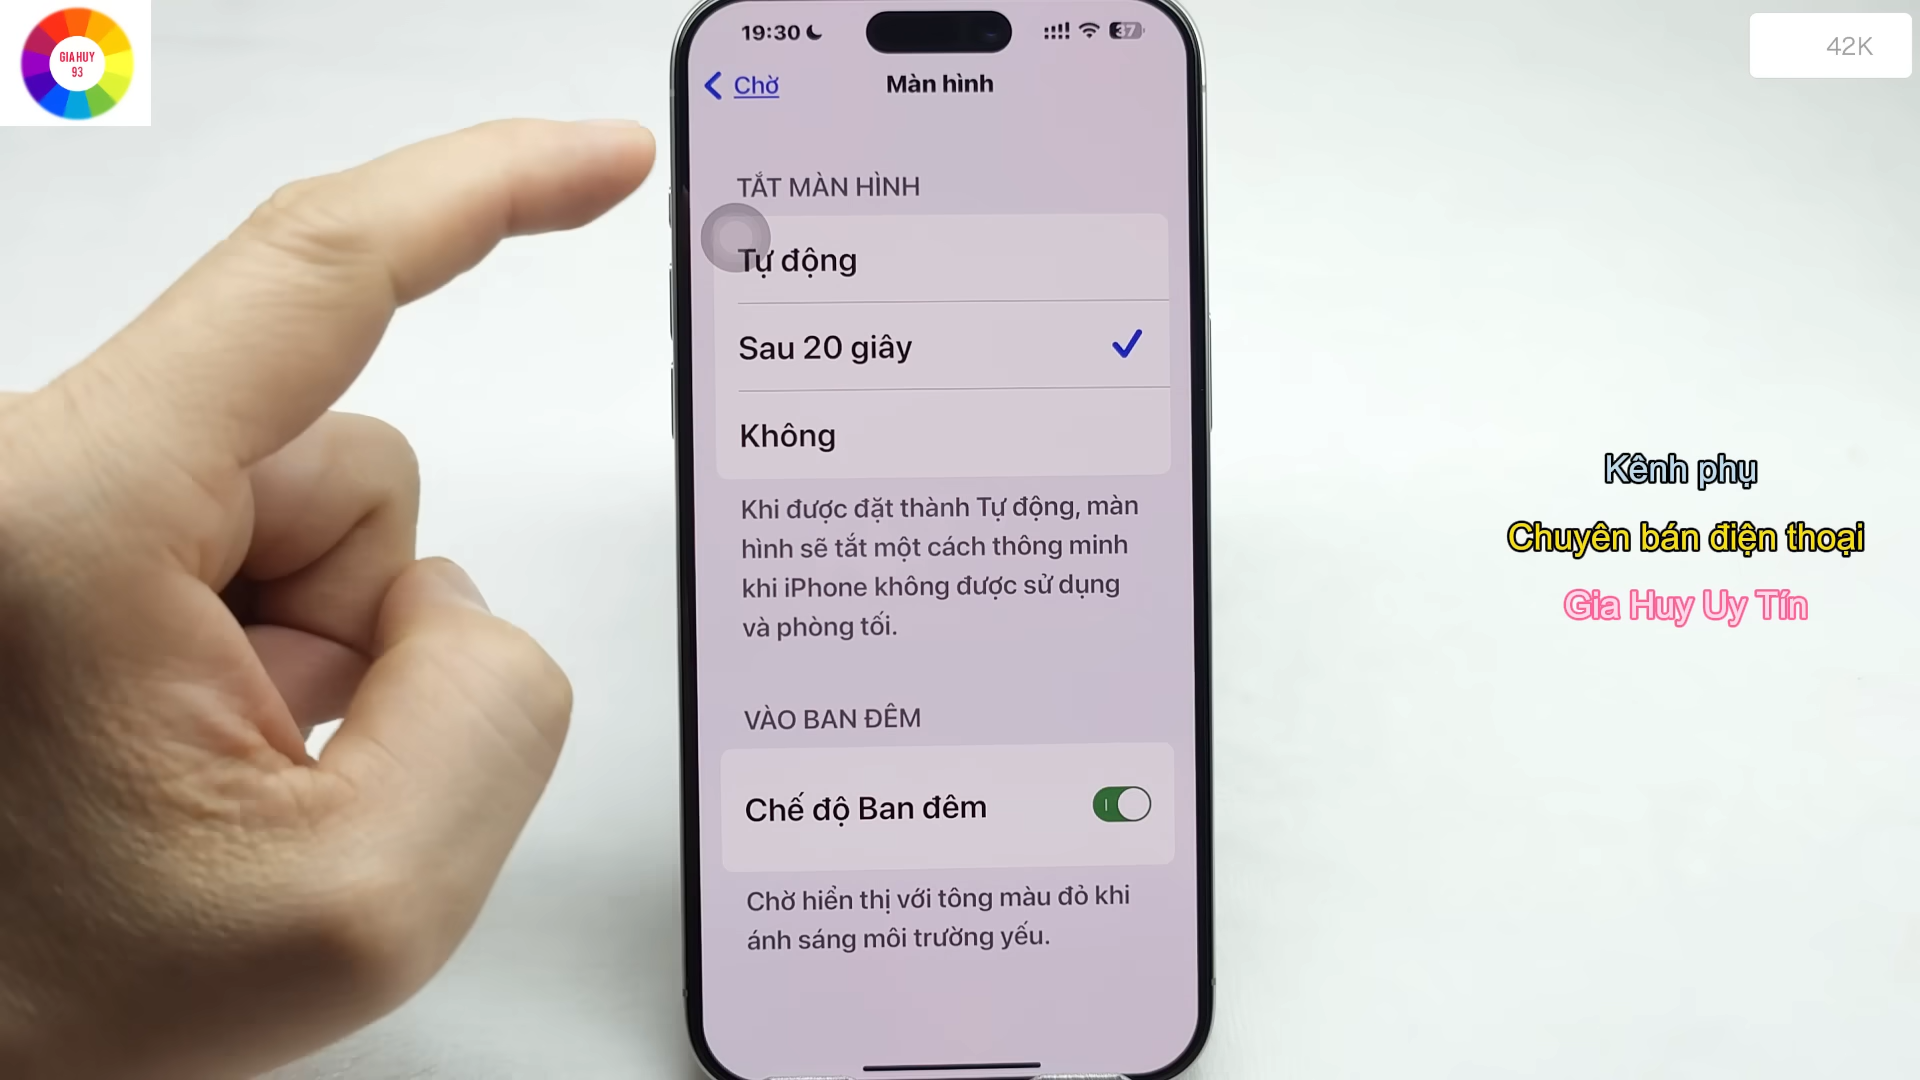 GIA HUY
93
42K
19:30
37
Chờ
Màn hình
TẮT MÀN HÌNH
Tự động
Sau 20 giây
Không
Khi được đặt thành Tự động, màn
hình sẽ tắt một cách thông minh
khi iPhone không được sử dụng
và phòng tối.
VÀO BAN ĐÊM
Chế độ Ban đêm
Chờ hiển thị với tông màu đỏ khi
ánh sáng môi trường yếu.
Kênh phụ
Chuyên bán điện thoại
Gia Huy Uy Tín